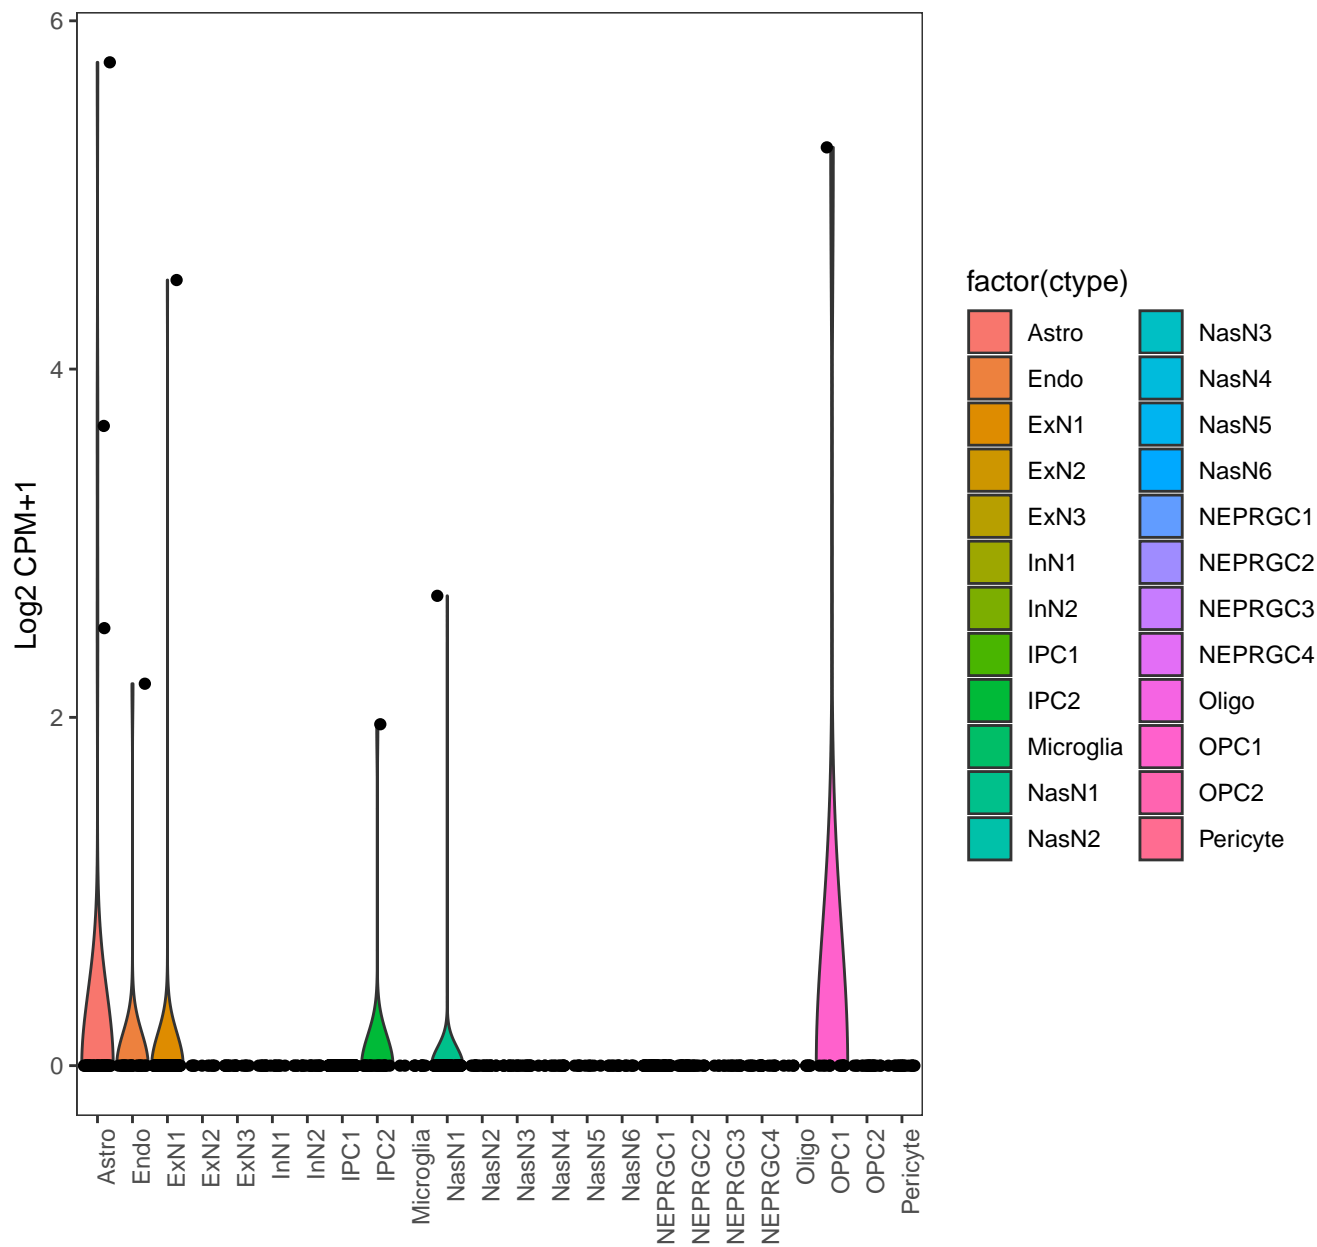 6
4
2
0
Log2 CPM+1
Astro
Endo
ExN1
ExN2
ExN3
InN1
InN2
IPC1
IPC2
Microglia
NasN1
NasN2
NasN3
NasN4
NasN5
NasN6
NEPRGC1
NEPRGC2
NEPRGC3
NEPRGC4
Oligo
OPC1
OPC2
Pericyte
factor(ctype)
Astro
Endo
ExN1
ExN2
ExN3
InN1
InN2
IPC1
IPC2
Microglia
NasN1
NasN2
NasN3
NasN4
NasN5
NasN6
NEPRGC1
NEPRGC2
NEPRGC3
NEPRGC4
Oligo
OPC1
OPC2
Pericyte